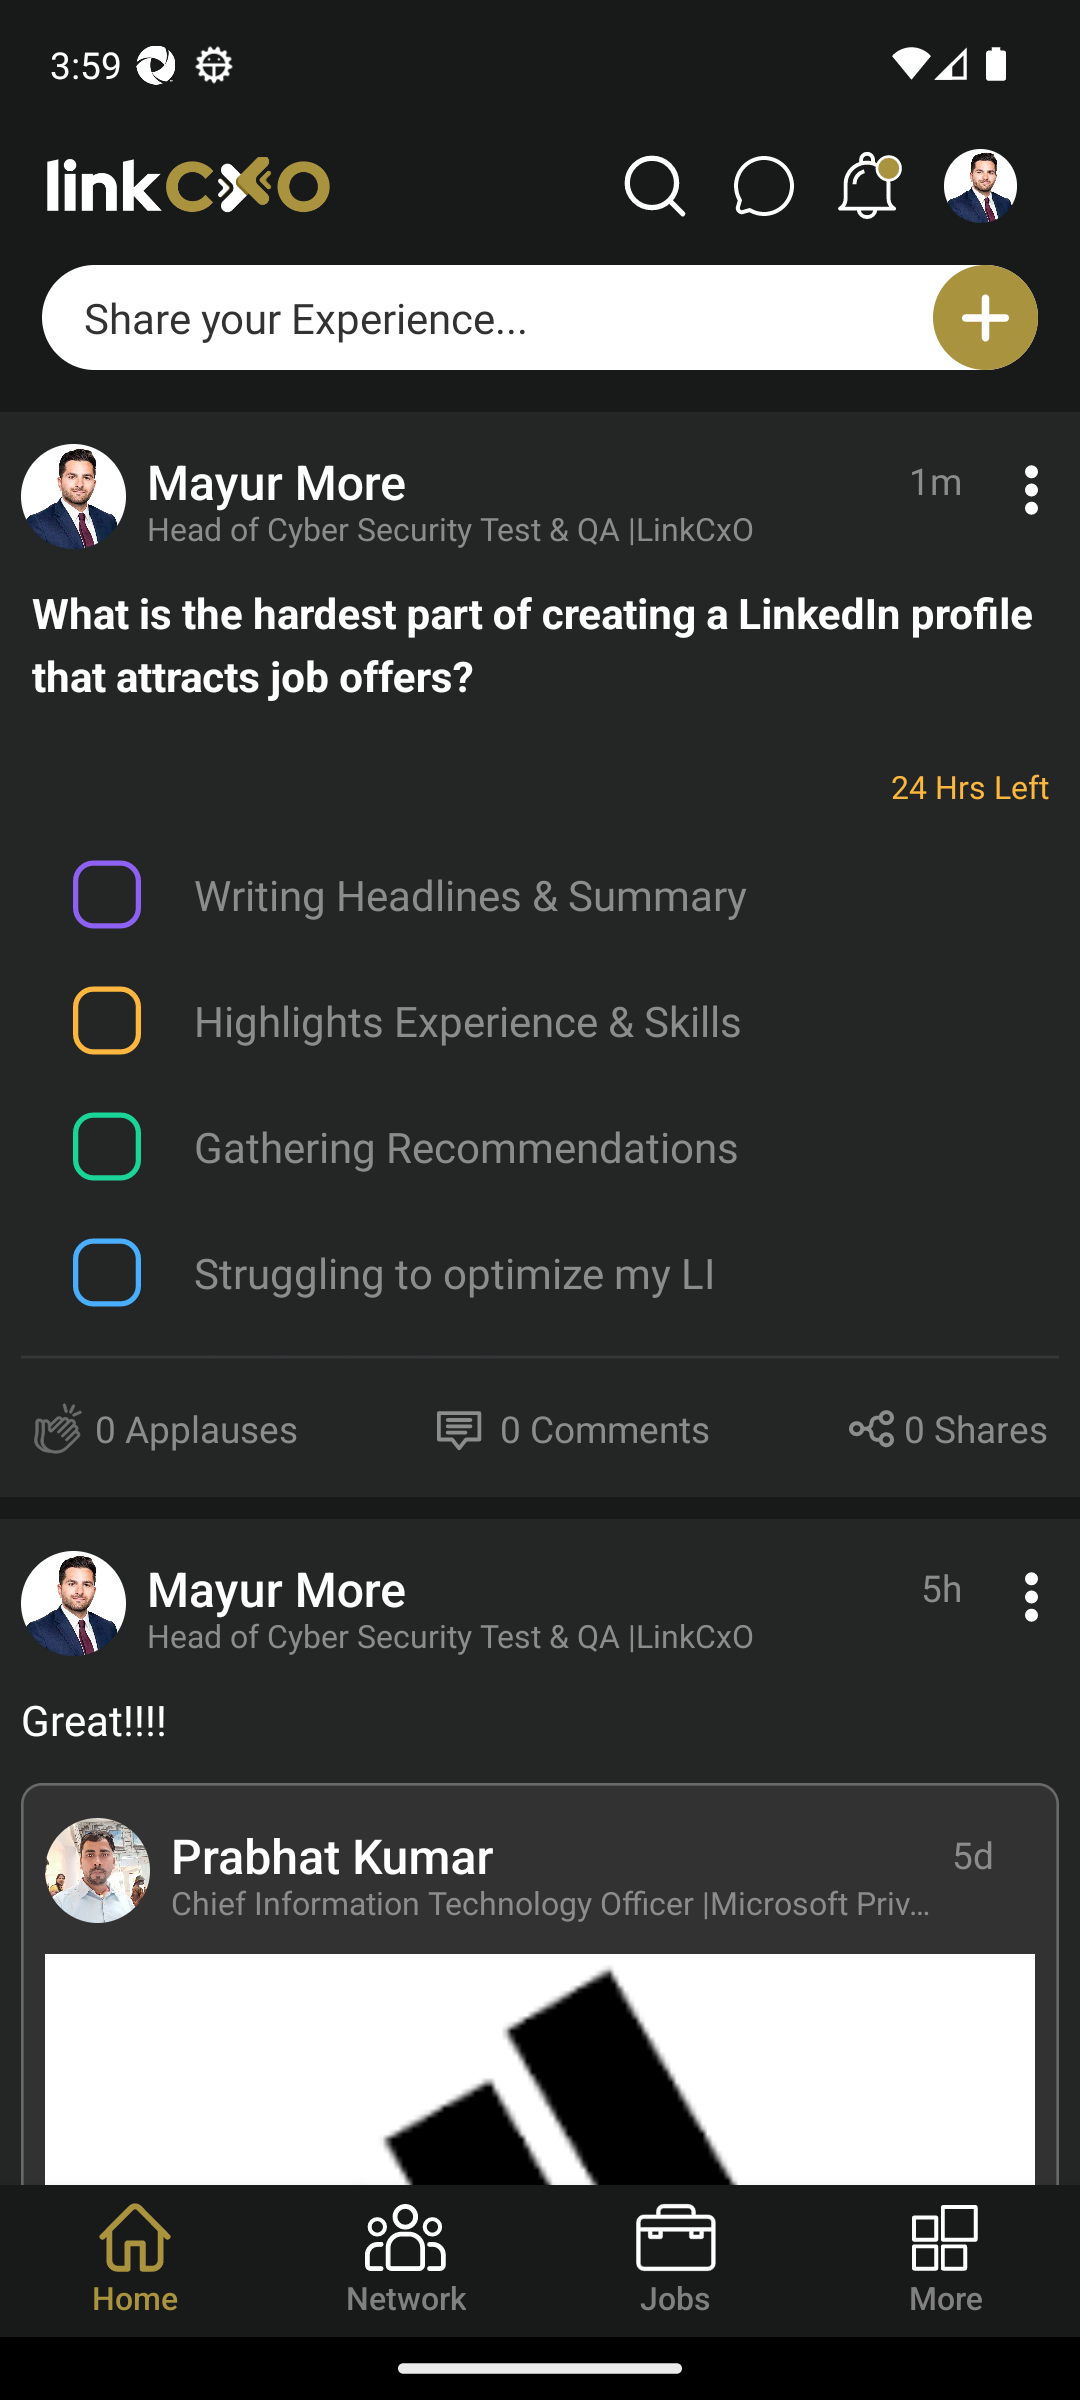 3:59
linkCxO
Share your Experience...
Mayur More
1m
Head of Cyber Security Test & QA |LinkCxO
What is the hardest part of creating a LinkedIn profile
that attracts job offers?
24 Hrs Left
Writing Headlines & Summary
Highlights Experience & Skills
Gathering Recommendations
Struggling to optimize my LI
0 Applauses
0 Comments
0 Shares
Mayur More
5h
Head of Cyber Security Test & QA |LinkCxO
Great!!!!
Prabhat Kumar
5d
Chief Information Technology Officer |Microsoft Priv...
Home
Network
Jobs
More